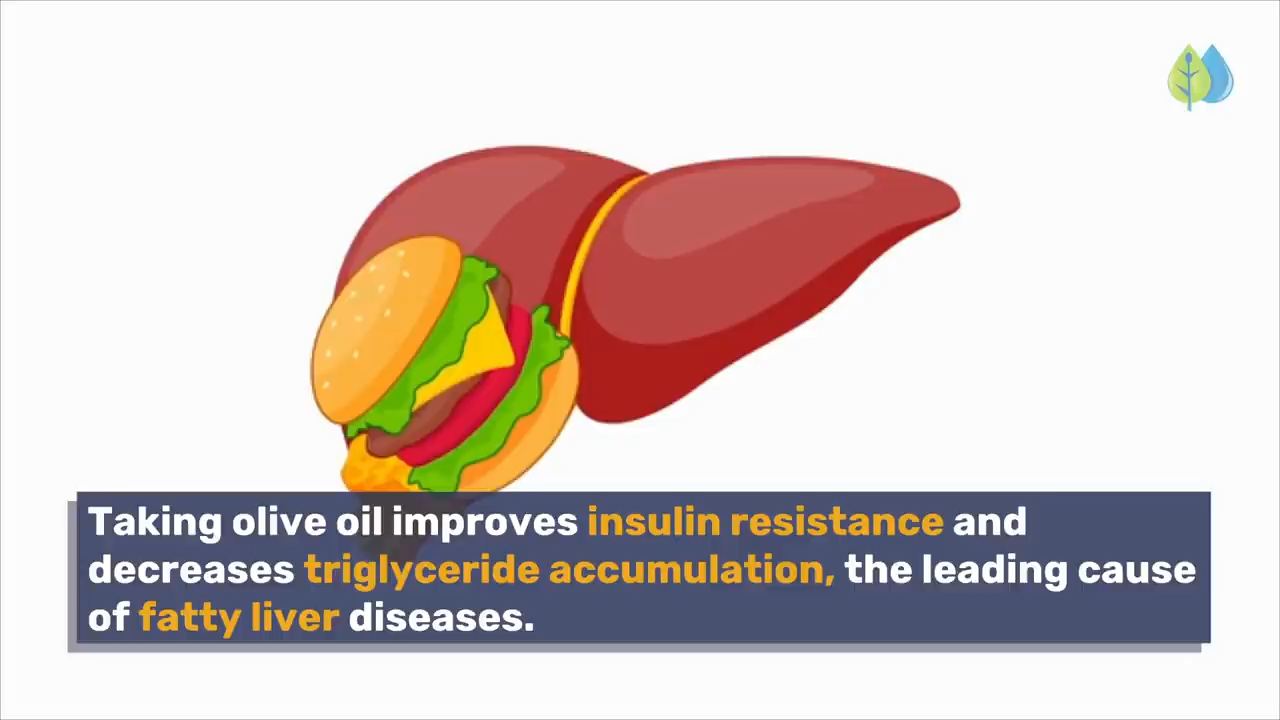 Taking olive oil improves insulin resistance and
decreases triglyceride accumulation, the leading cause
of fatty liver diseases.